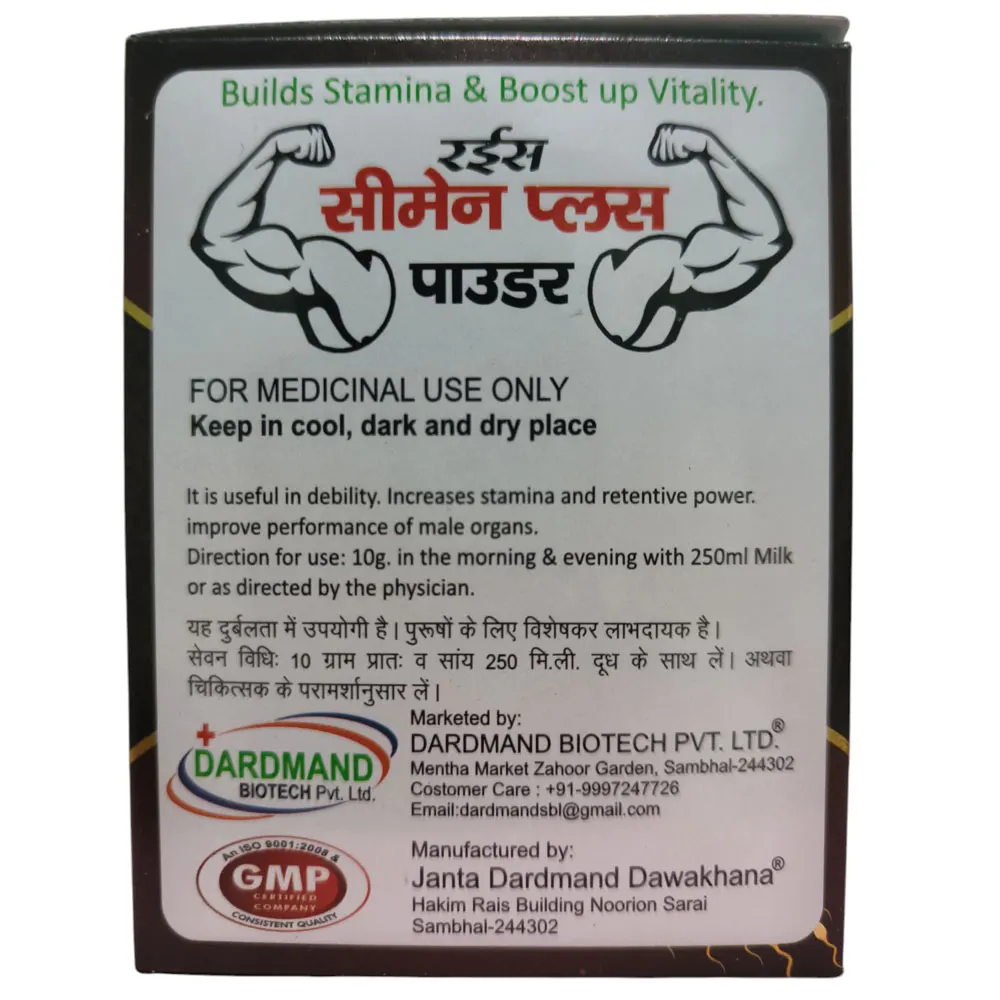 Builds Stamina & Boost up Vitality.
रईस
सीमेन प्लस
पाउडर
FOR MEDICINAL USE ONLY
Keep in cool, dark and dry place
It is useful in debility. Increases stamina and retentive power.
improve performance of male organs.
Direction for use: 10g. in the morning & evening with 250ml Milk
or as directed by the physician.
यह दुर्बलता में उपयोगी है। पुरूषों के लिए विशेषकर लाभदायक है।
सेवन विधिः 10 ग्राम प्रातः व सांय 250 मि.ली. दूध के साथ लें। अथवा
चिकित्सक के परामर्शानुसार लें।
+
DARDMAND
BIOTECH Pvt. Ltd.
Marketed by:
DARDMAND BIOTECH PVT. LTD.®
Mentha Market Zahoor Garden, Sambhal-244302
Costomer Care : +91-9997247726
Email:dardmandsbl@gmail.com
An ISO 9001:2008 &
GMP
CERTIFIED
COMPANY
CONSISTENT QUALITY
Manufactured by:
Janta Dardmand Dawakhana®
Hakim Rais Building Noorion Sarai
Sambhal-244302